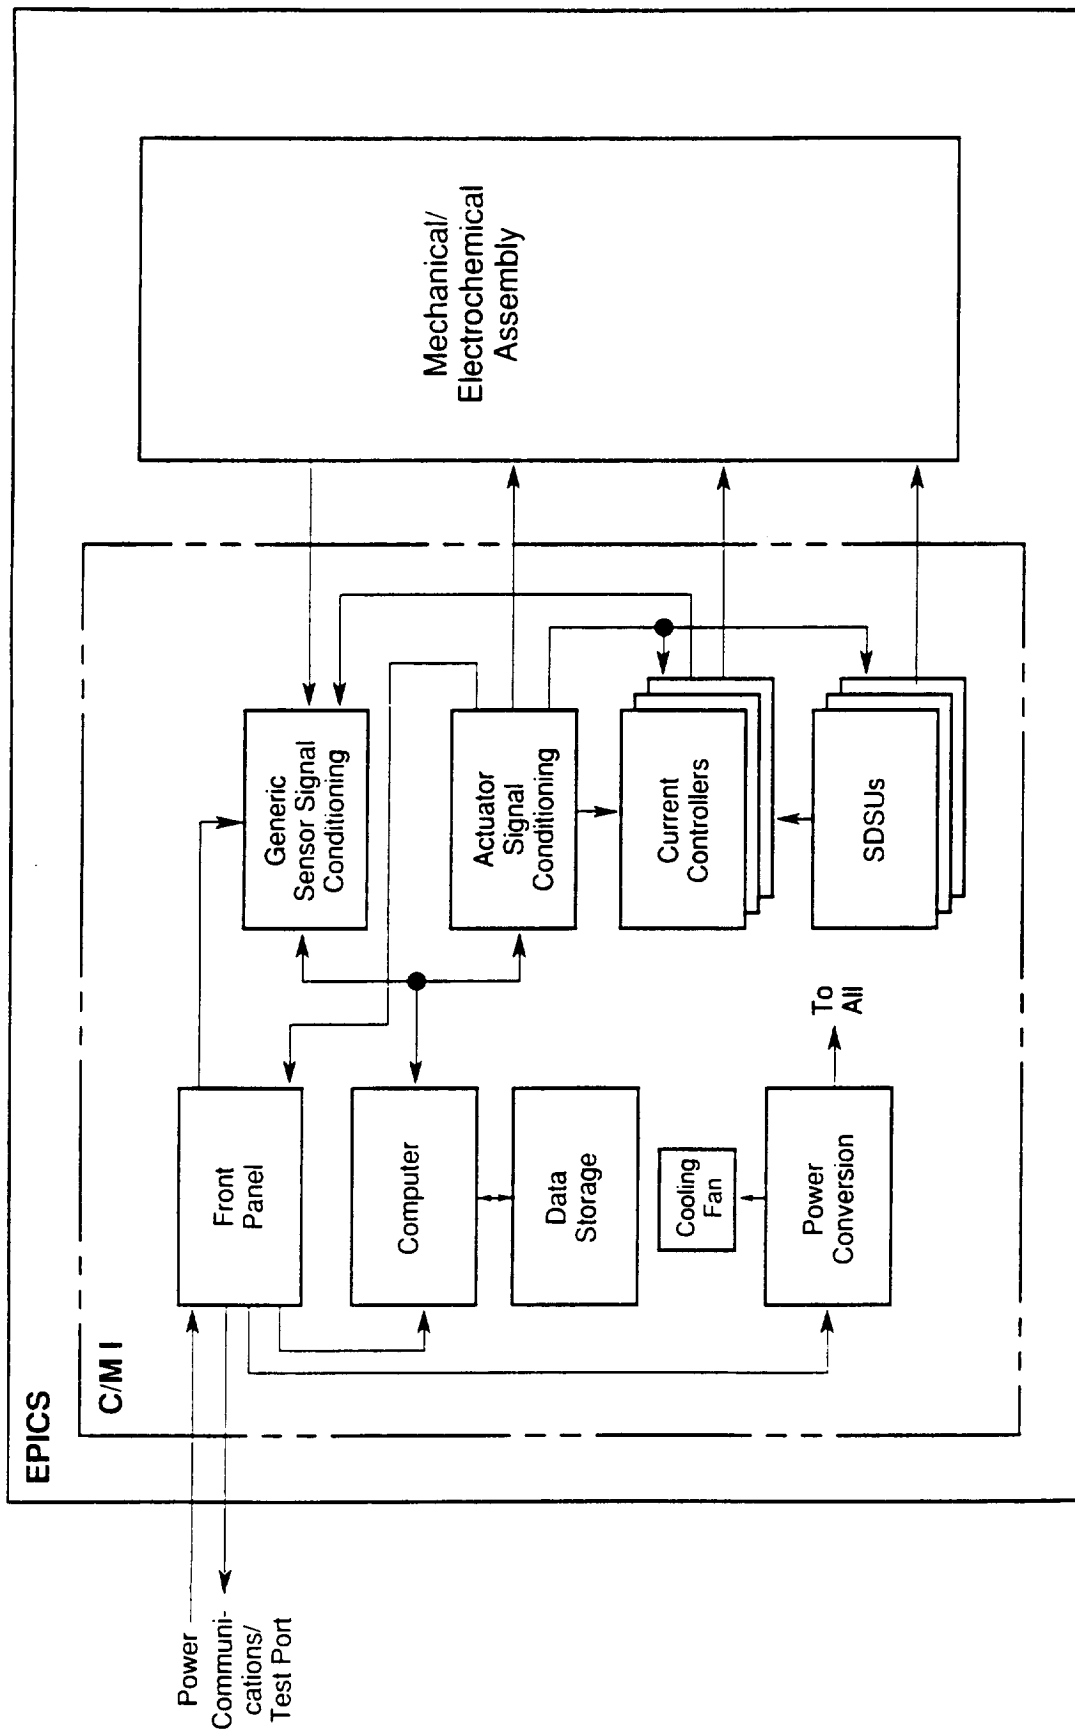 EPICS
C/M I
Power
Communi-
cations/
Test Port
Front
Panel
Computer
Data
Storage
Cooling
Fan
Power
Conversion
To
All
Generic
Sensor Signal
Conditioning
Actuator
Signal
Conditioning
Current
Controllers
SDSUs
Mechanical/
Electrochemical
Assembly